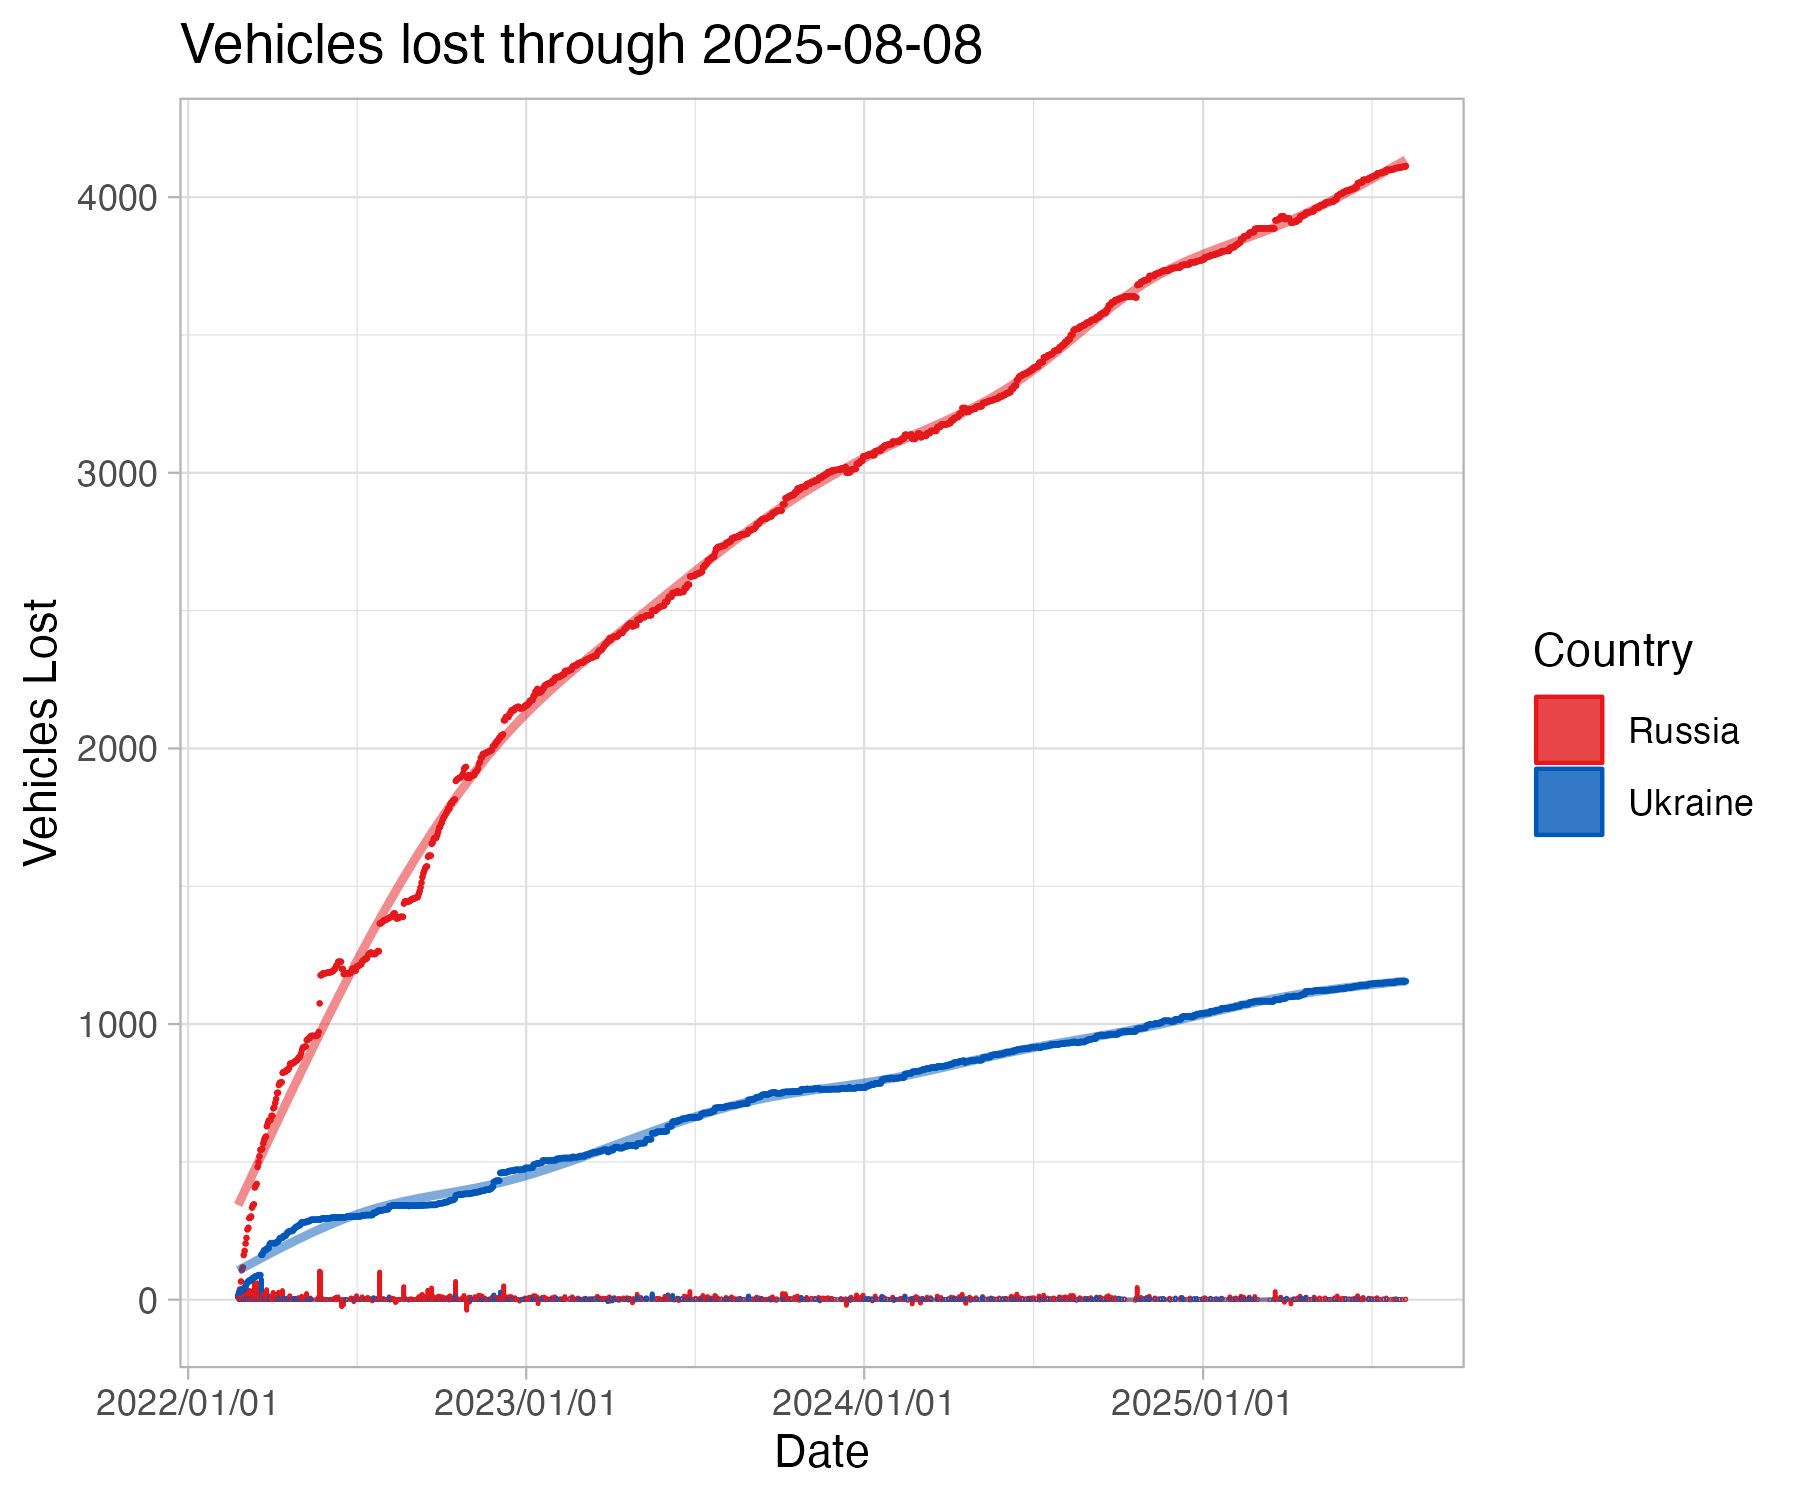 Vehicles lost through 2025-08-08
Vehicles Lost
4000
3000
2000
1000
0
2022/01/01
2023/01/01
2024/01/01
2025/01/01
Date
Country
Russia
Ukraine